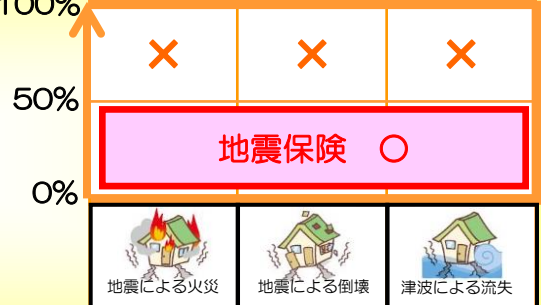 100%
× × ×
50%
地震保険 〇
0%
地震による火災 地震による倒壊 津波による流失